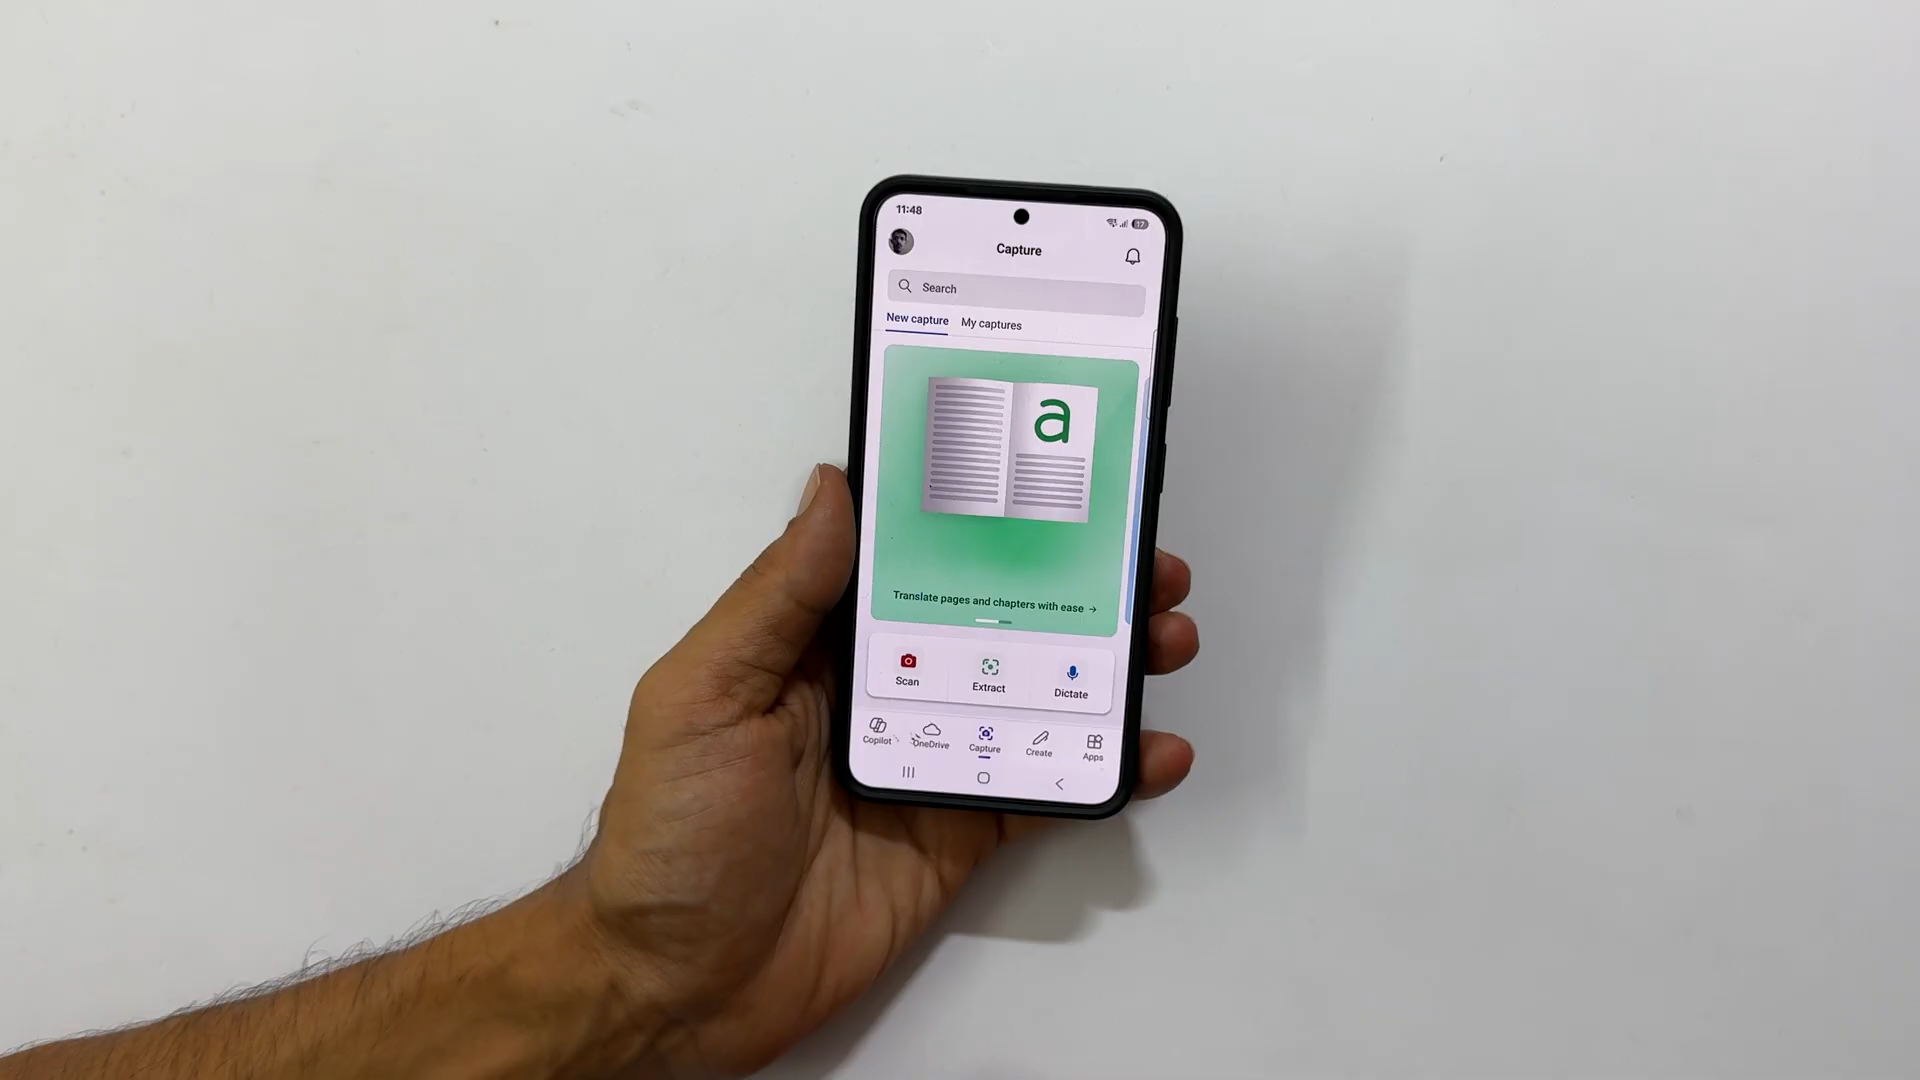 11:48
17
Capture
Search
New capture My captures
a
Translate pages and chapters with ease →
Scan Extract Dictate
Copilot OneDrive Capture Create Apps